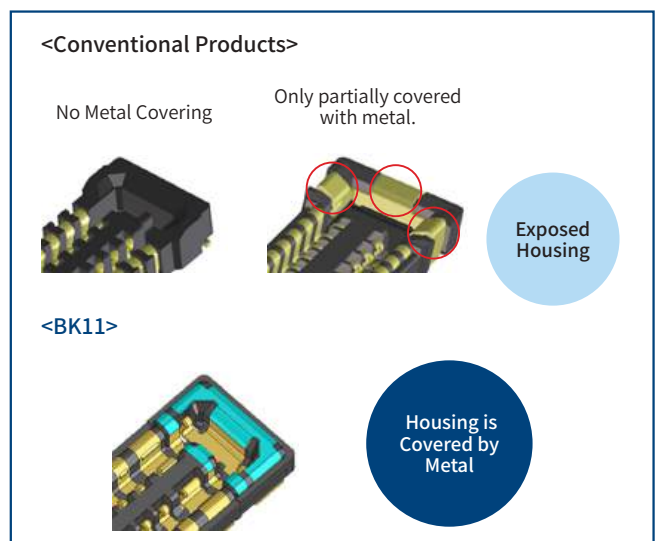 <Conventional Products>
No Metal Covering
Only partially covered
with metal.
Exposed
Housing
<BK11>
Housing is
Covered by
Metal